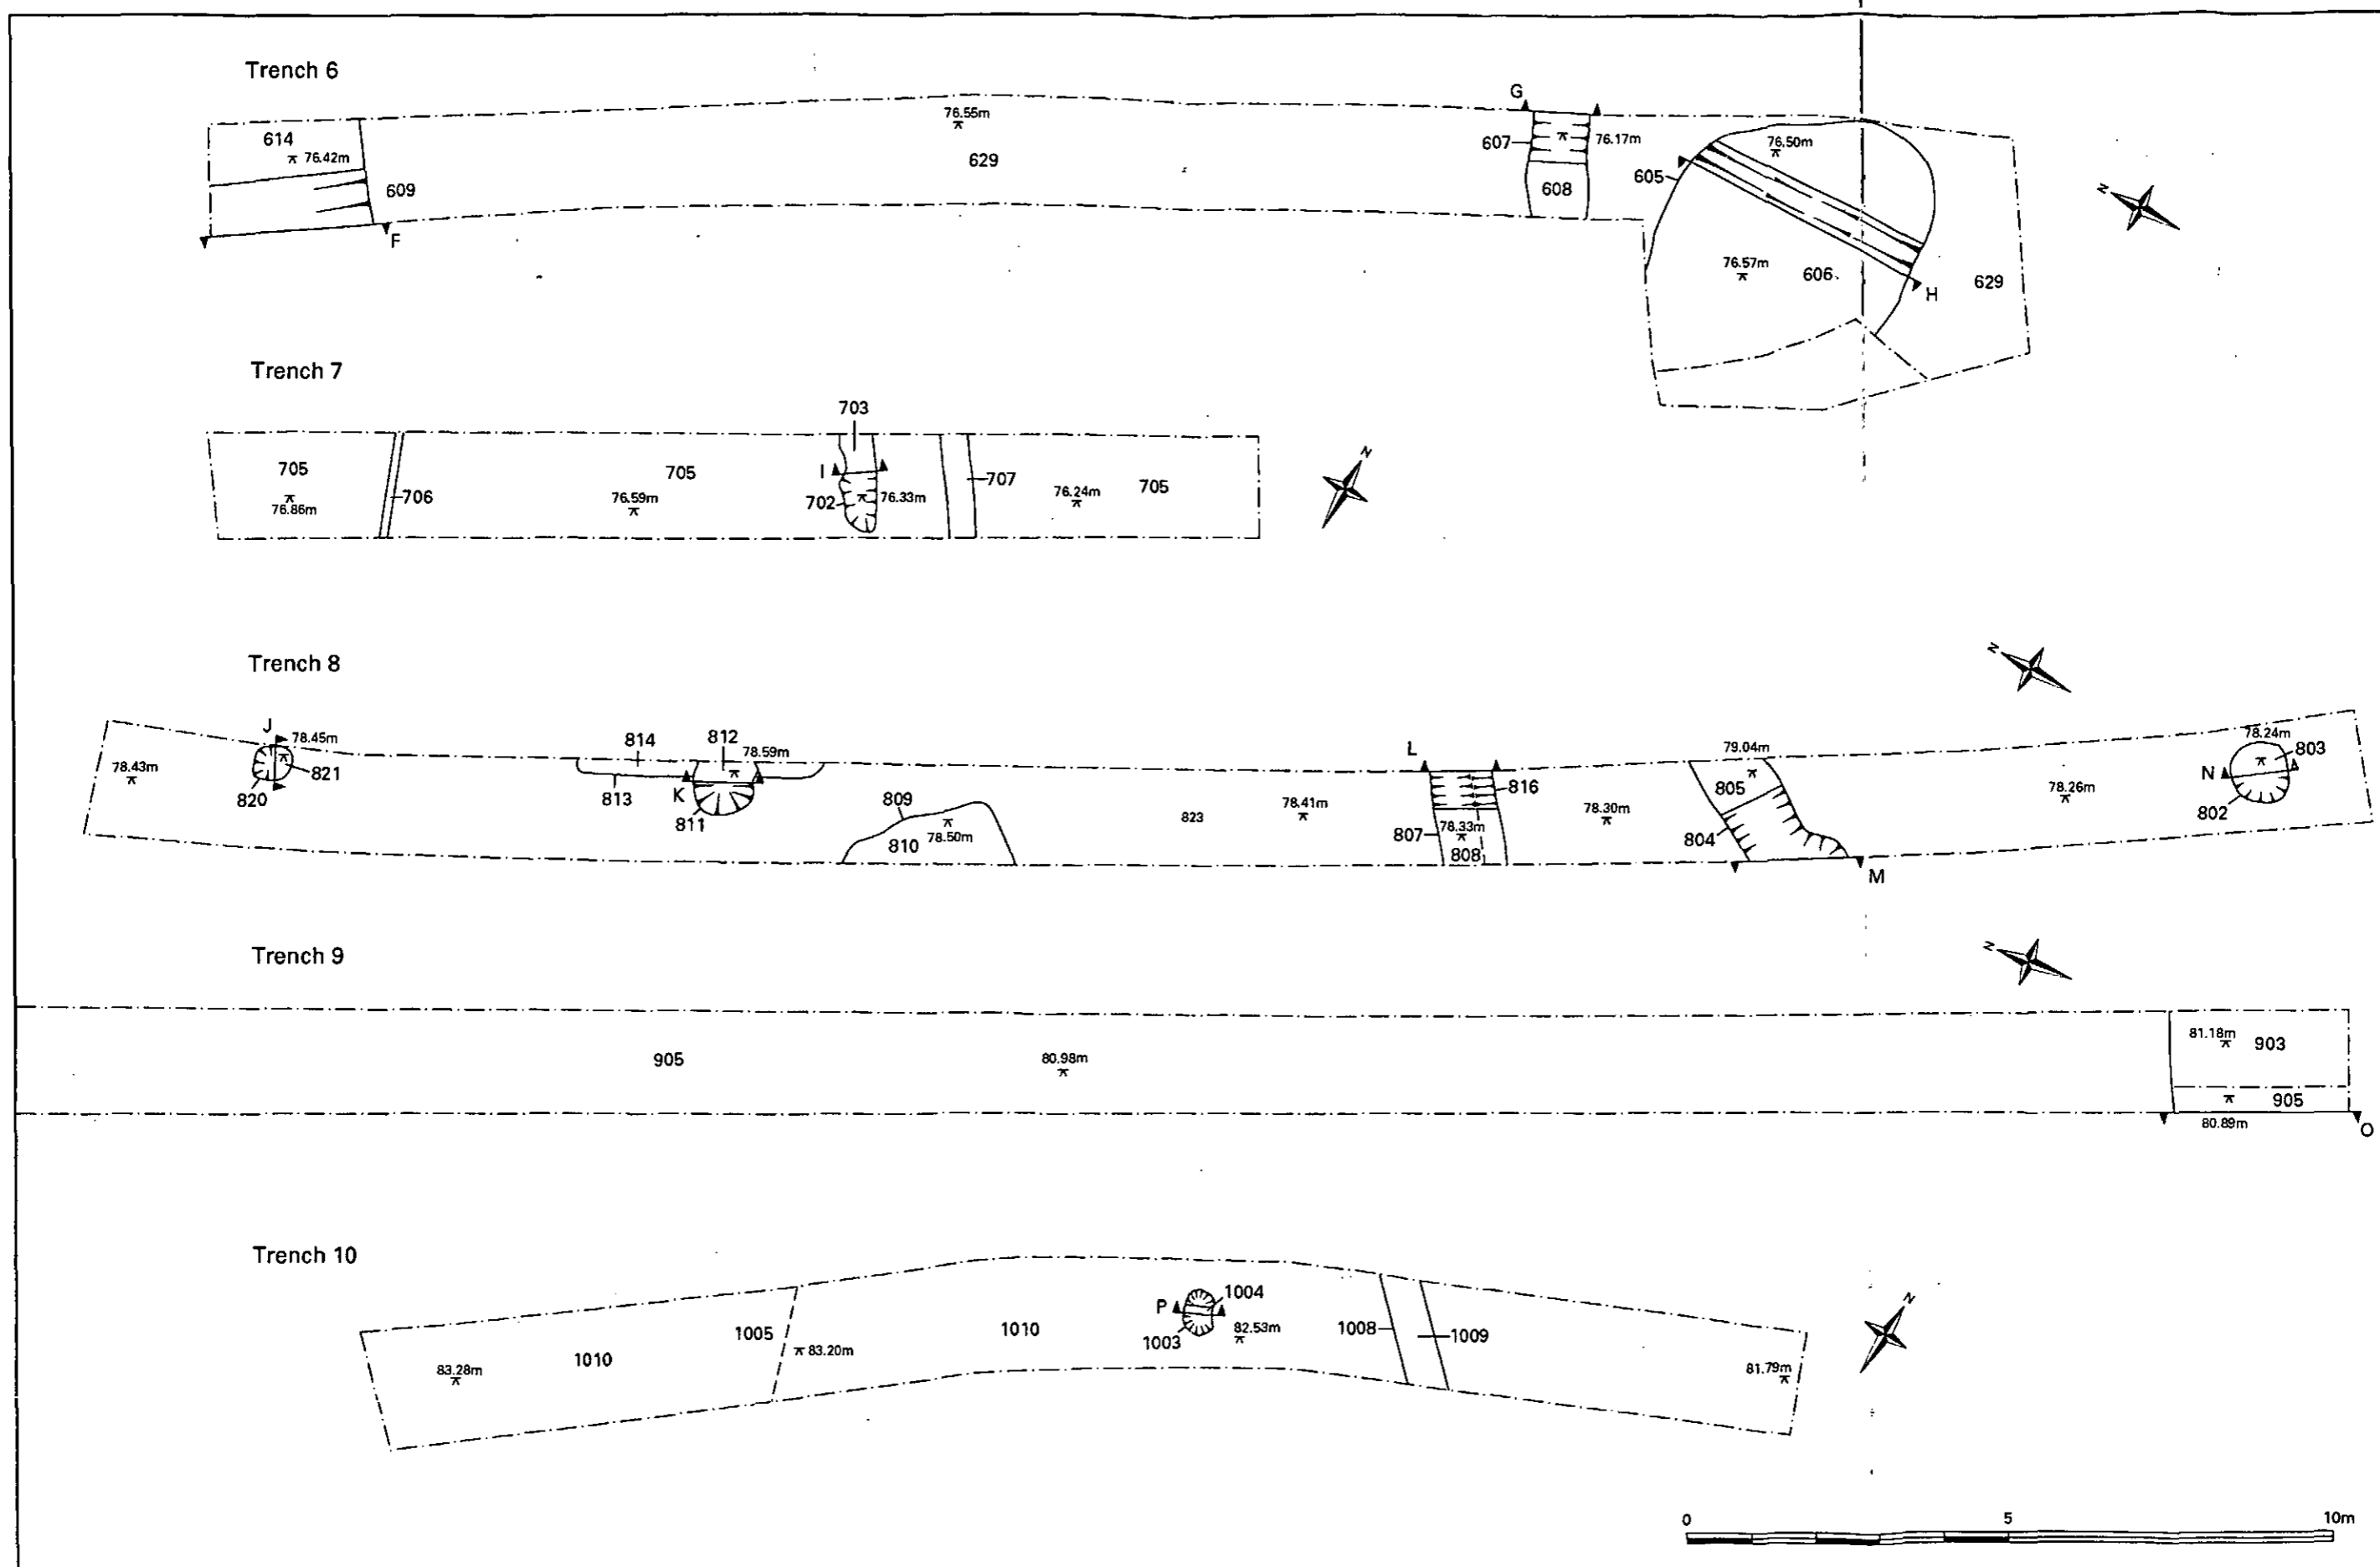 Trench 6
G
76.55m
614
76.42m
629
607
76.17m
76.50m
605
608
609
F
N
76.57m
606
629
H
Trench 7
703
N
705
705
I
706
76.86m
76.59m
702
76.33m
707
76.24m
705
Trench 8
N
J
78.45m
814
812
78.59m
L
79.04m
78.24m
803
78.43m
821
820
813
K
811
809
810
78.50m
823
78.41m
816
807
78.33m
808
78.30m
805
804
M
78.26m
N
802
Trench 9
N
905
80.98m
81.18m
903
905
80.89m
O
Trench 10
N
1004
P
1003
82.53m
1005
83.20m
1010
1008
1009
1010
83.28m
81.79m
0
5
10m